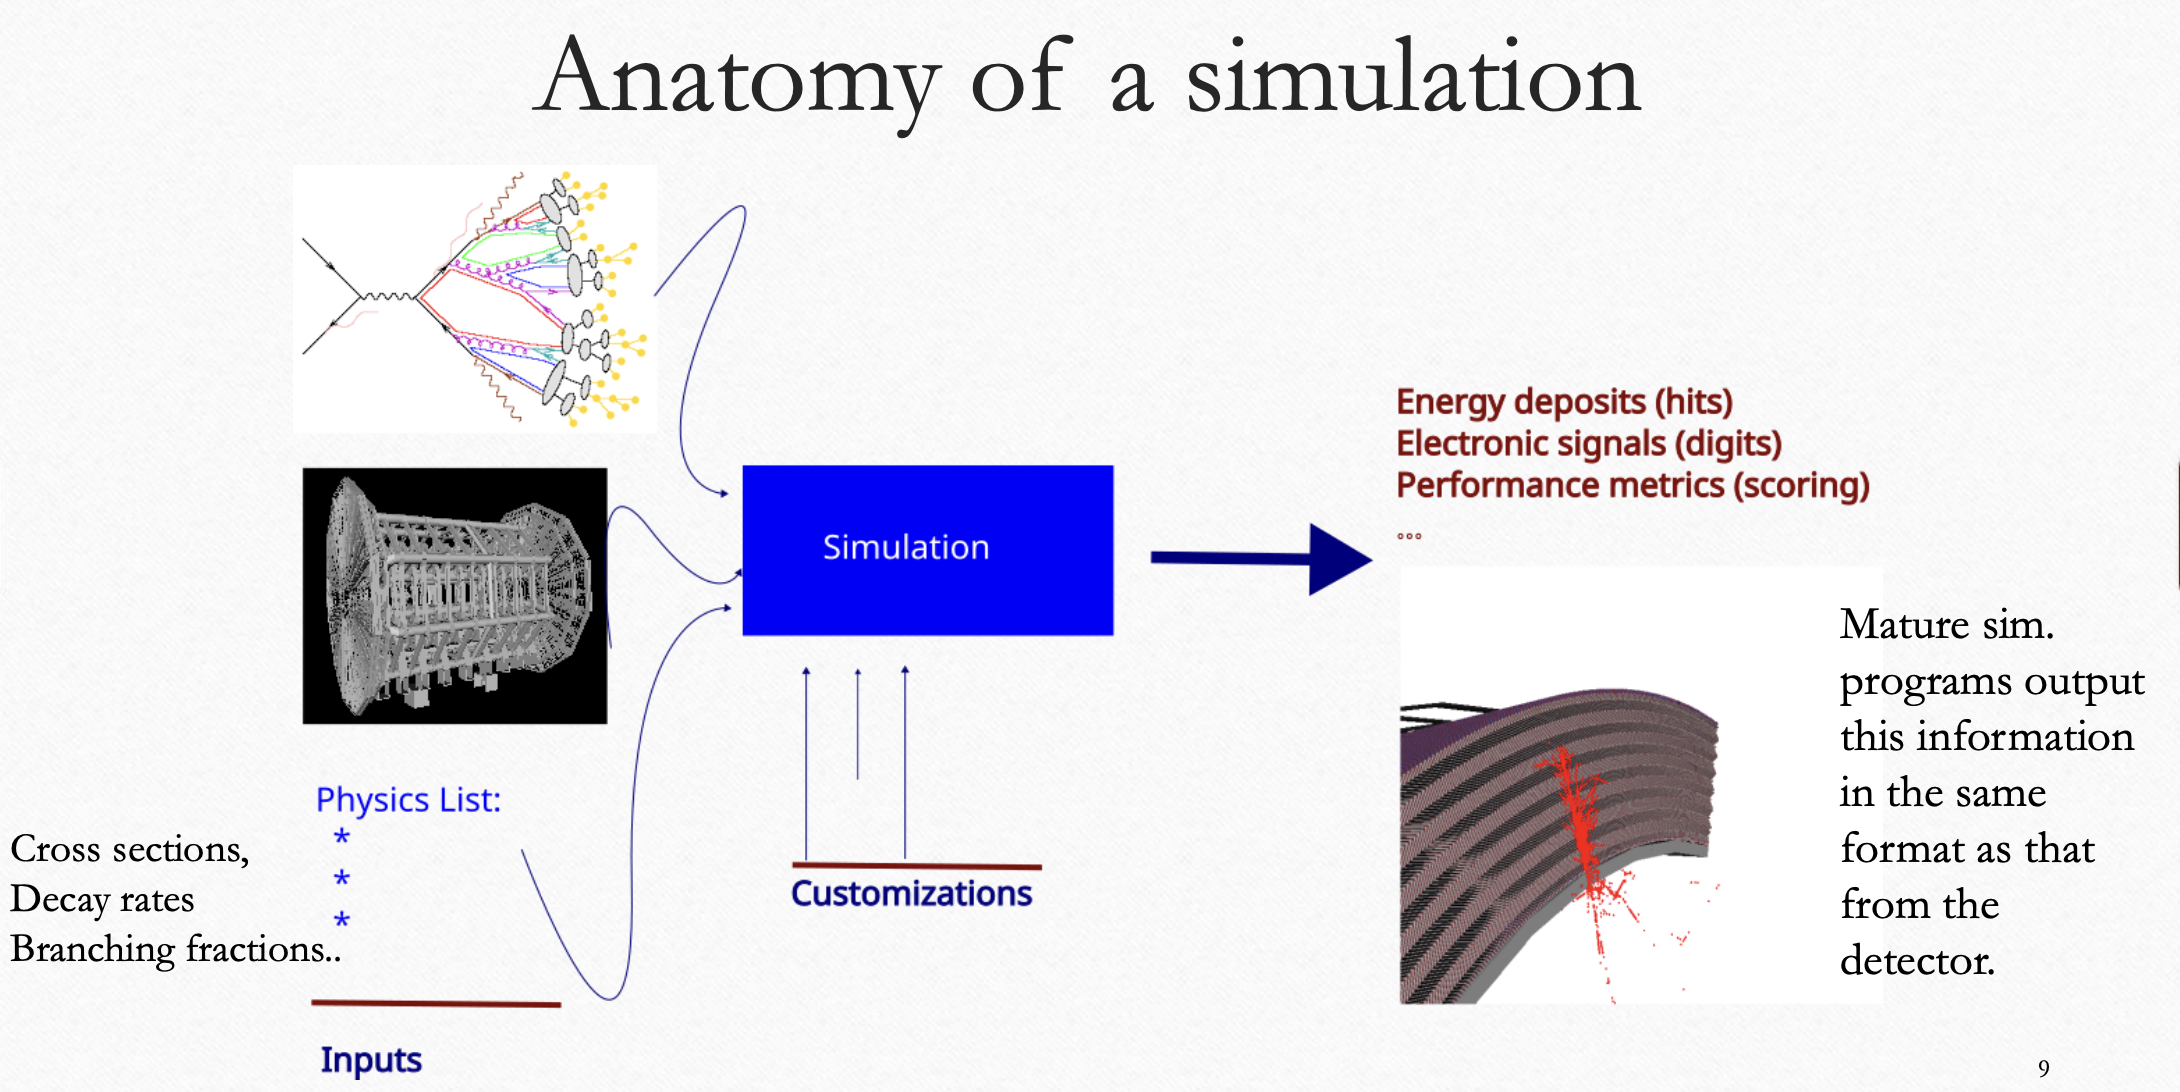 Anatomy of a simulation
Simulation
Energy deposits (hits)
Electronic signals (digits)
Performance metrics (scoring)
...
Mature sim.
programs output
this information
in the same
format as that
from the
detector.
Physics List:
*
*
*
Cross sections,
Decay rates
Branching fractions..
Customizations
Inputs
9